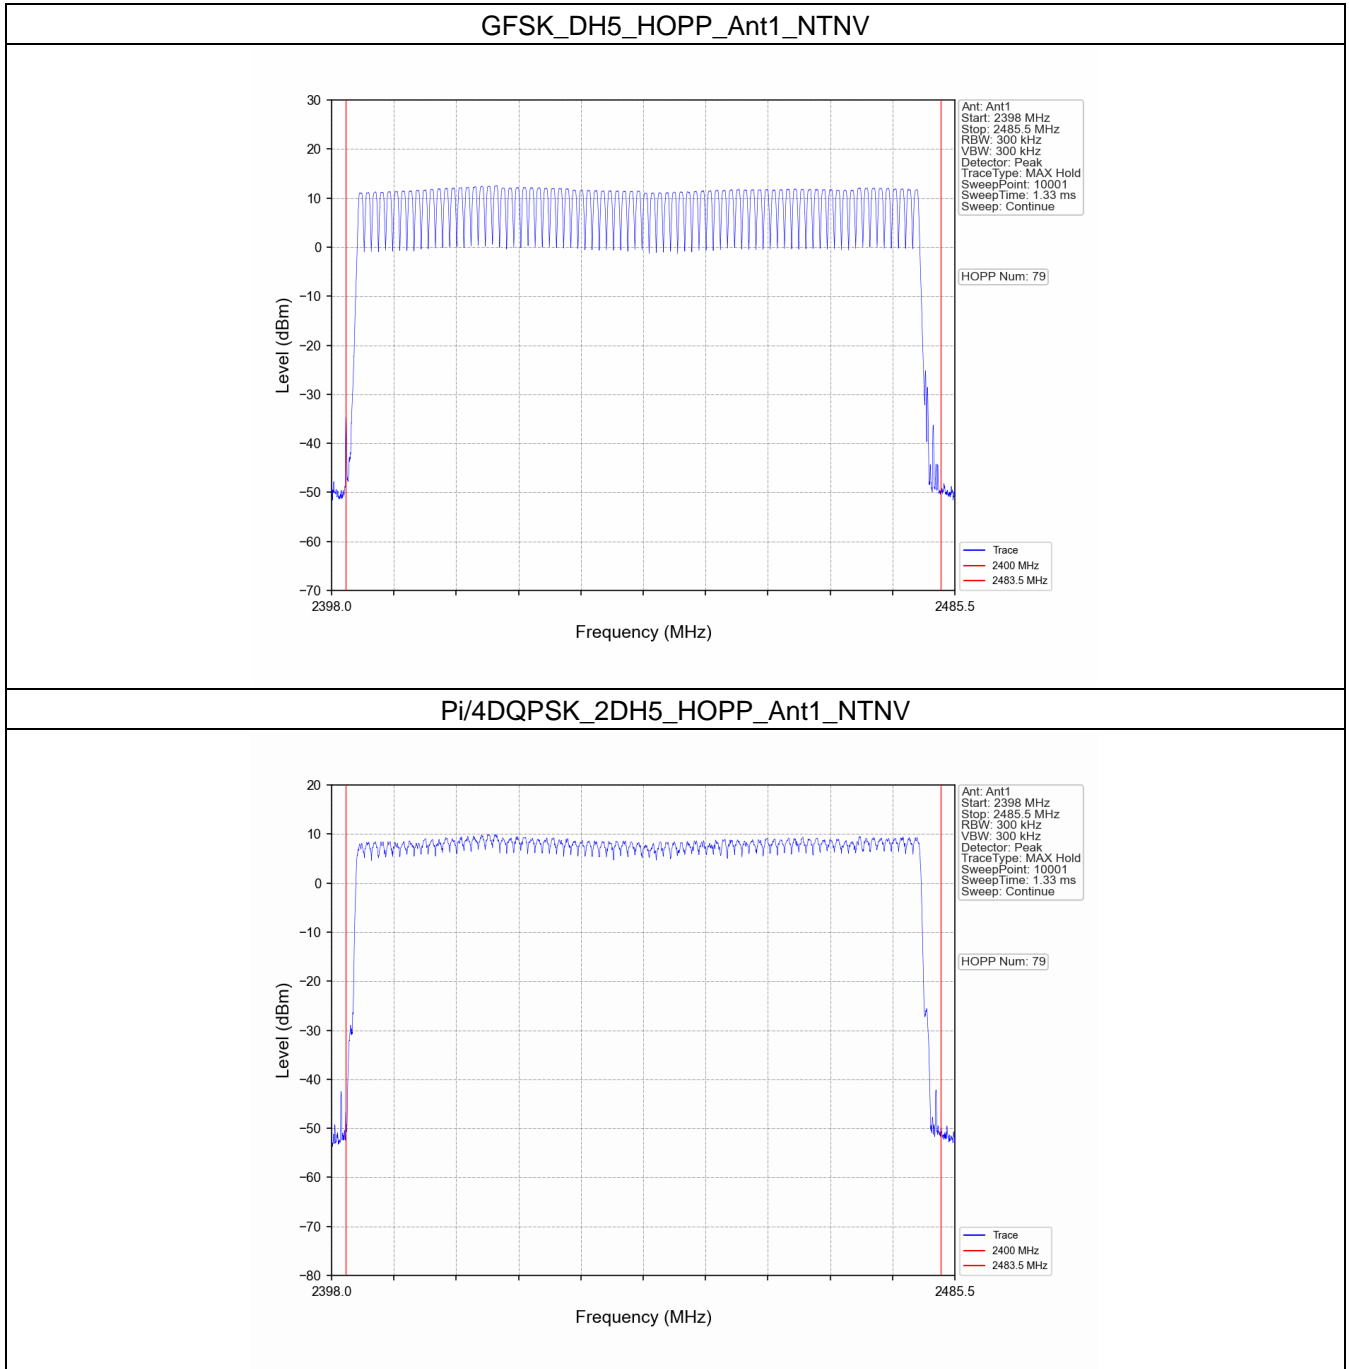 GFSK_DH5_HOPP_Ant1_NTNV
30
20
10
0
−10
−20
−30
−40
−50
−60
−70
Level (dBm)
2398.0
2485.5
Frequency (MHz)
Ant: Ant1
Start: 2398 MHz
Stop: 2485.5 MHz
RBW: 300 kHz
VBW: 300 kHz
Detector: Peak
TraceType: MAX Hold
SweepPoint: 10001
SweepTime: 1.33 ms
Sweep: Continue
HOPP Num: 79
Trace
2400 MHz
2483.5 MHz
Pi/4DQPSK_2DH5_HOPP_Ant1_NTNV
20
10
0
−10
−20
−30
−40
−50
−60
−70
−80
Level (dBm)
2398.0
2485.5
Frequency (MHz)
Ant: Ant1
Start: 2398 MHz
Stop: 2485.5 MHz
RBW: 300 kHz
VBW: 300 kHz
Detector: Peak
TraceType: MAX Hold
SweepPoint: 10001
SweepTime: 1.33 ms
Sweep: Continue
HOPP Num: 79
Trace
2400 MHz
2483.5 MHz